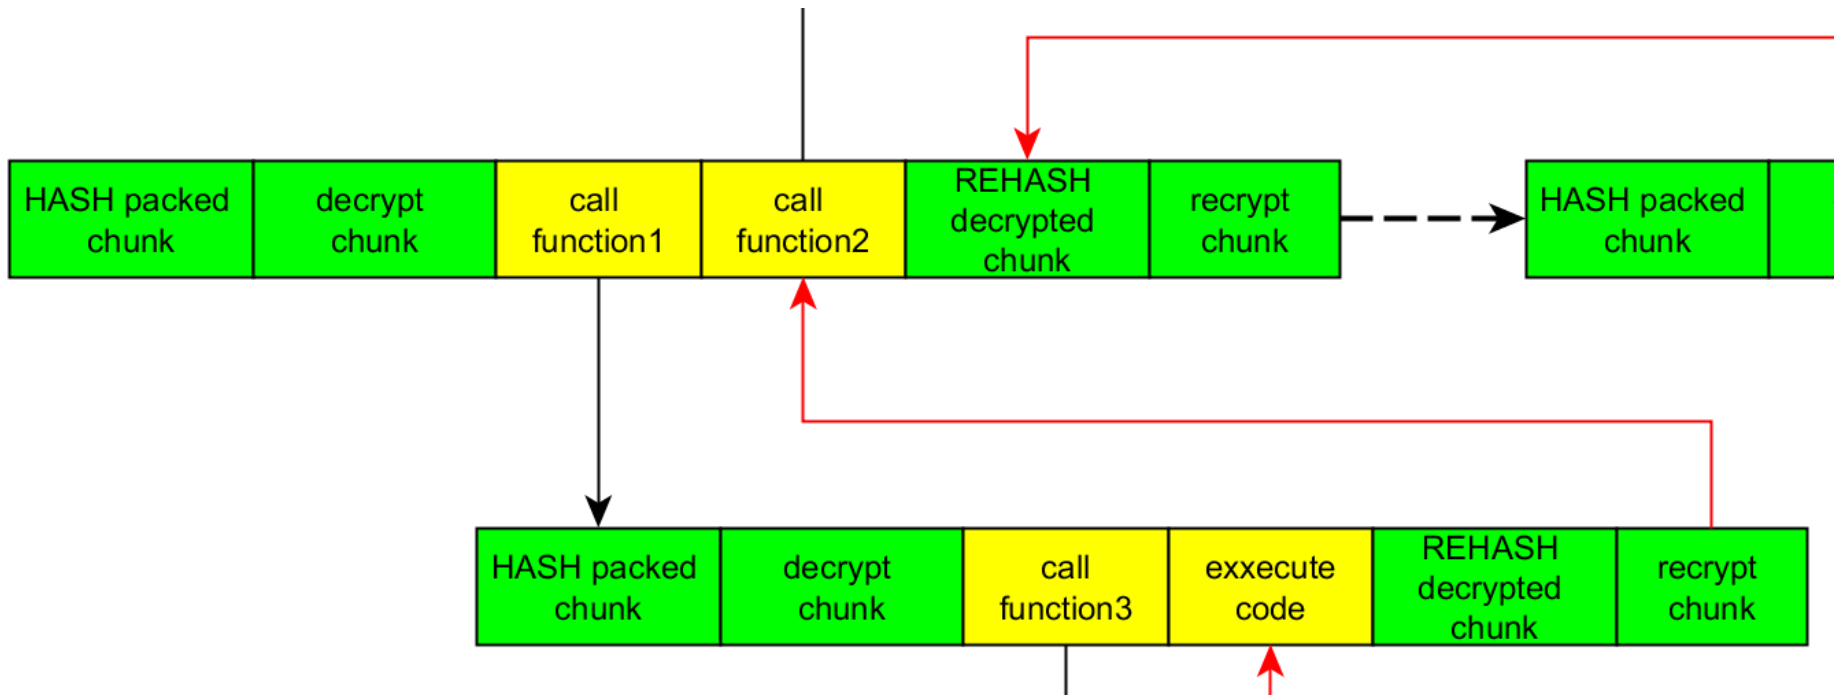 HASH packed
chunk
decrypt
chunk
call
function1
call
function2
REHASH
decrypted
chunk
recrypt
chunk
HASH packed
chunk
HASH packed
chunk
decrypt
chunk
call
function3
exxecute
code
REHASH
decrypted
chunk
recrypt
chunk